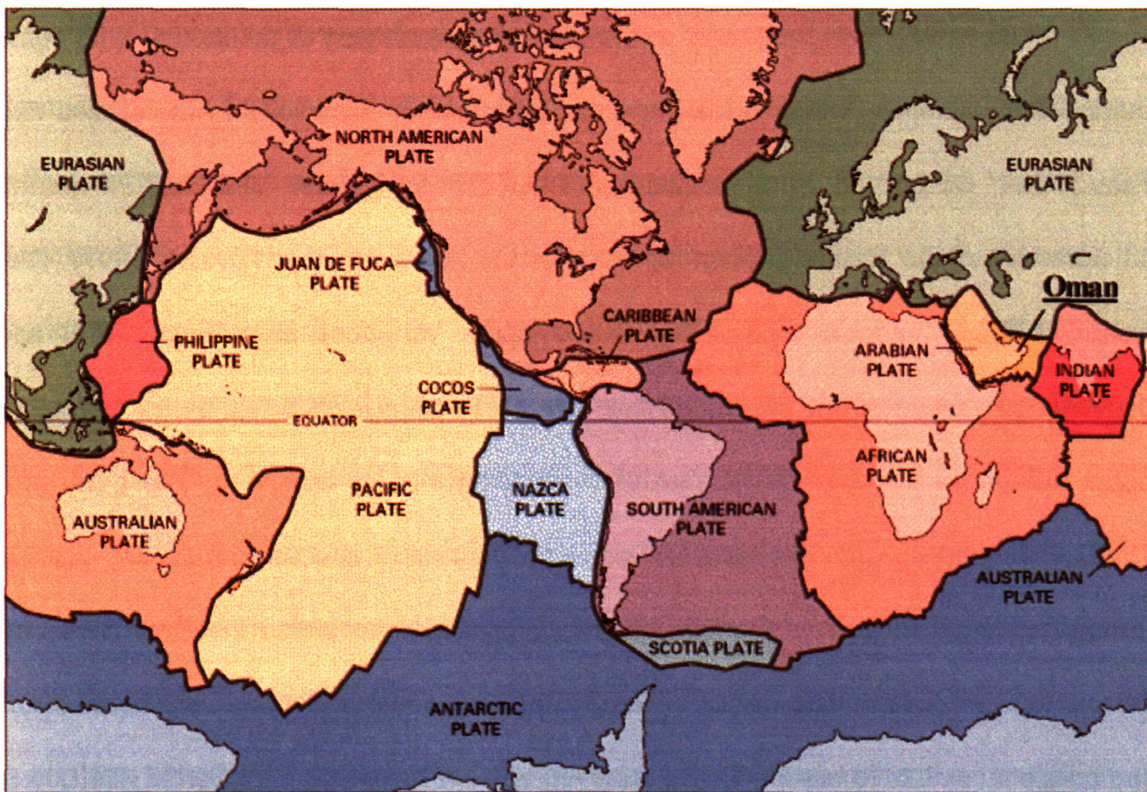 NORTH AMERICAN
PLATE
EURASIAN
PLATE
EURASIAN
PLATE
JUAN DE FUCA
PLATE
Oman
CARIBBEAN
PLATE
PHILIPPINE
PLATE
ARABIAN
PLATE
INDIAN
PLATE
COCOS
PLATE
EQUATOR
AFRICAN
PLATE
PACIFIC
PLATE
NAZCA
PLATE
SOUTH AMERICAN
PLATE
AUSTRALIAN
PLATE
AUSTRALIAN
PLATE
SCOTIA PLATE
ANTARCTIC
PLATE